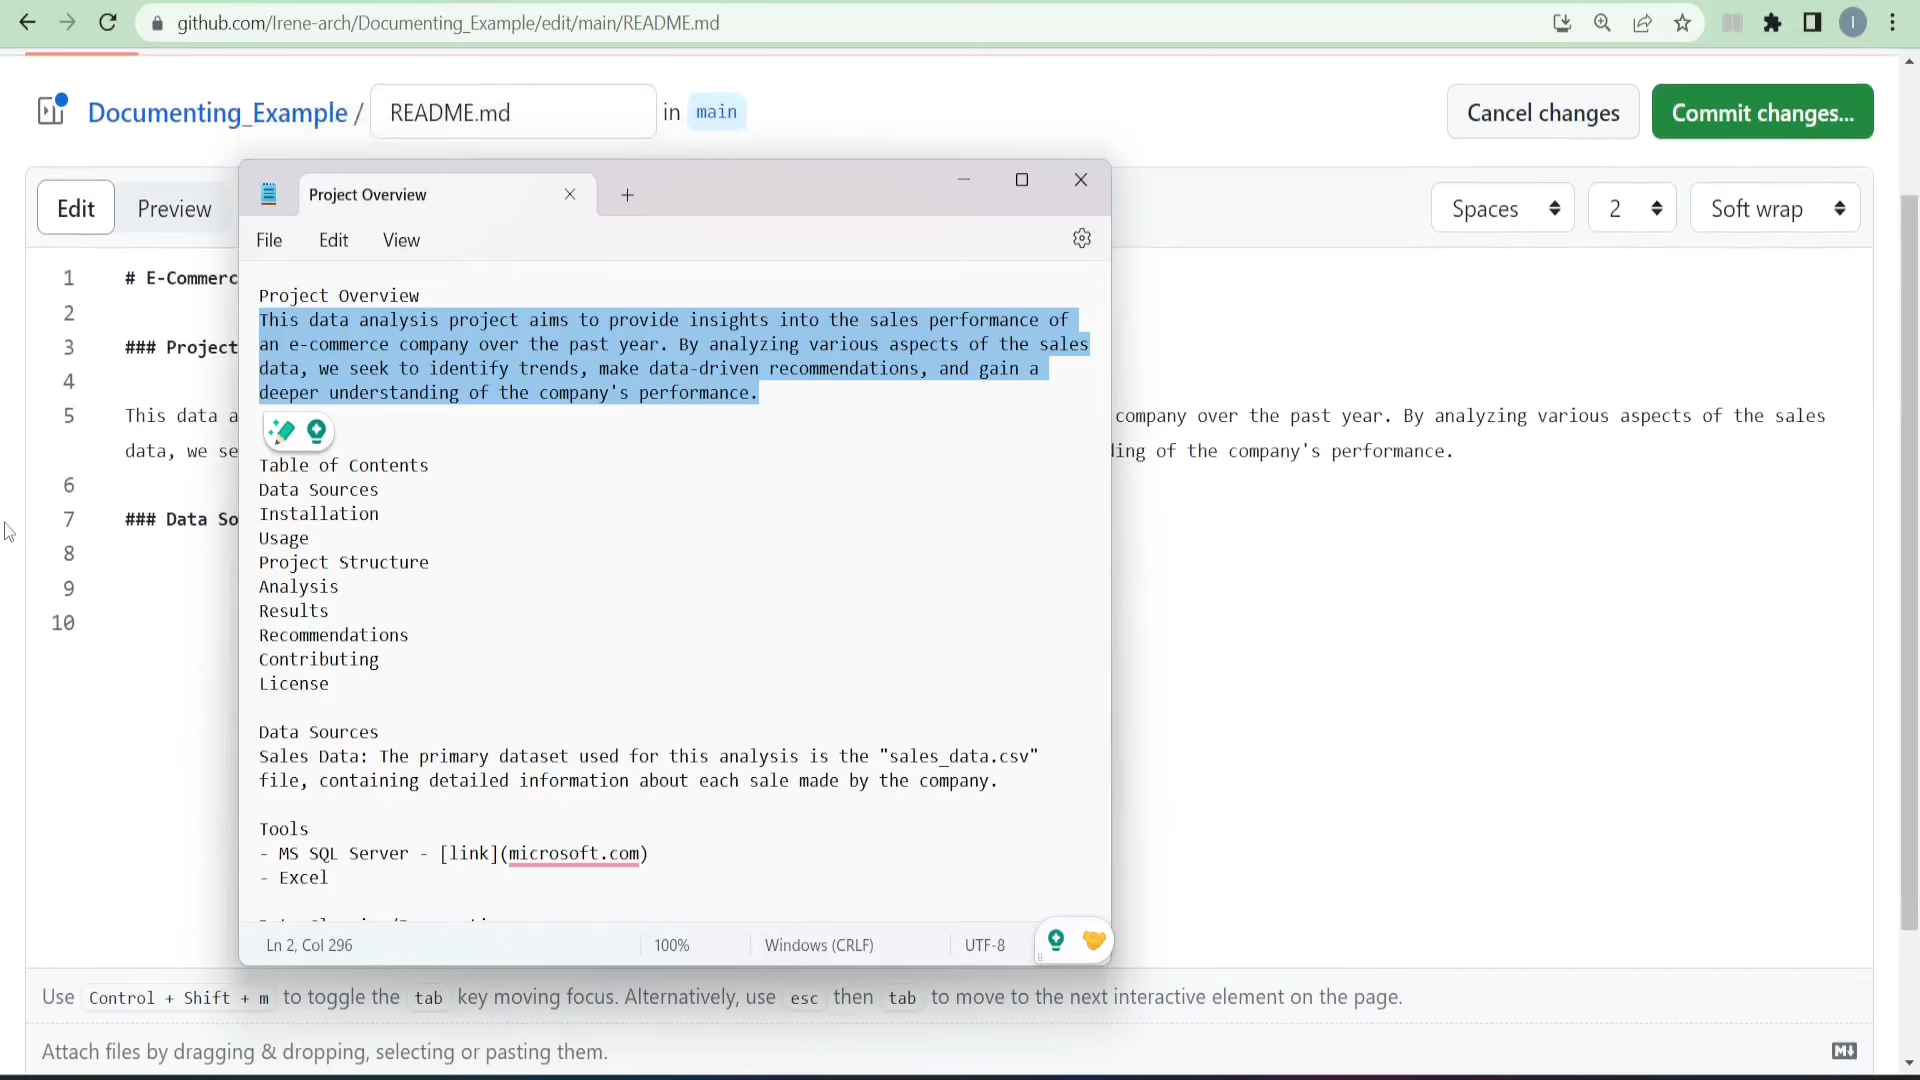 github.com/Irene-arch/Documenting_Example/edit/main/README.md
I
Documenting_Example / README.md in main
Cancel changes
Commit changes...
Edit
Preview
Spaces
2
Soft wrap
1 # E-Commerc
2
3 ### Project
4
5 This data a
company over the past year. By analyzing various aspects of the sales
data, we se
ing of the company's performance.
6
7 ### Data So
8
9
10
Project Overview
File Edit View
Project Overview
This data analysis project aims to provide insights into the sales performance of
an e-commerce company over the past year. By analyzing various aspects of the sales
data, we seek to identify trends, make data-driven recommendations, and gain a
deeper understanding of the company's performance.
Table of Contents
Data Sources
Installation
Usage
Project Structure
Analysis
Results
Recommendations
Contributing
License
Data Sources
Sales Data: The primary dataset used for this analysis is the "sales_data.csv"
file, containing detailed information about each sale made by the company.
Tools
- MS SQL Server - [link](microsoft.com)
- Excel
Ln 2, Col 296
100%
Windows (CRLF)
UTF-8
Use Control + Shift + m to toggle the tab key moving focus. Alternatively, use esc then tab to move to the next interactive element on the page.
Attach files by dragging & dropping, selecting or pasting them.